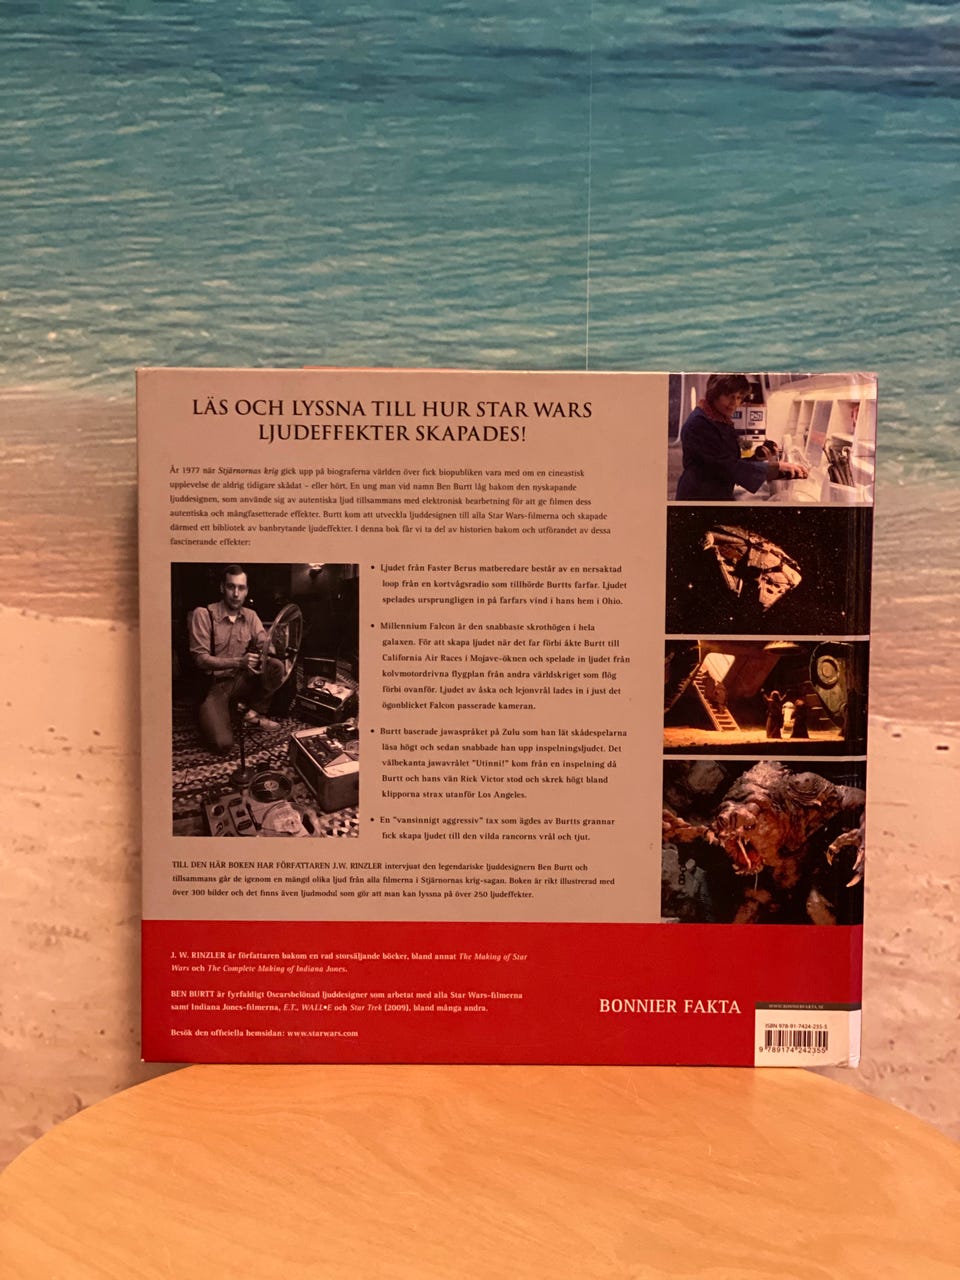 LÄS OCH LYSSNA TILL HUR STAR WARS
LJUDEFFEKTER SKAPADES!
År 1977 när Stjärnornas krig gick upp på biograferna världen över fick biopubliken vara med om en cineastisk
upplevelse de aldrig tidigare skådat – eller hört. En ung man vid namn Ben Burtt låg bakom den nyskapande
ljuddesignen, som använde sig av autentiska ljud tillsammans med elektronisk bearbetning för att ge filmen dess
autentiska och mångfasetterade effekter. Burtt kom att utveckla ljuddesignen till alla Star Wars-filmerna och skapade
därmed ett bibliotek av banbrytande ljudeffekter. I denna bok får vi ta del av historien bakom och utförandet av dessa
fascinerande effekter:
• Ljudet från Faster Berus matberedare består av en nersaktad
loop från en kortvågsradio som tillhörde Burtts farfar. Ljudet
spelades ursprungligen in på farfars vind i hans hem i Ohio.
• Millennium Falcon är den snabbaste skrothögen i hela
galaxen. För att skapa ljudet när det far förbi åkte Burtt till
California Air Races i Mojave-öknen och spelade in ljudet från
kolvmotordrivna flygplan från andra världskriget som flög
förbi ovanför. Ljudet av åska och lejonvrål lades in i just det
ögonblicket Falcon passerade kameran.
• Burtt baserade jawaspråket på Zulu som han lät skådespelarna
läsa högt och sedan snabbade han upp inspelningsljudet. Det
välbekanta jawavrålet "Utinni!" kom från en inspelning då
Burtt och hans vän Rick Victor stod och skrek högt bland
klipporna strax utanför Los Angeles.
• En "vansinnigt aggressiv" tax som ägdes av Burtts grannar
fick skapa ljudet till den vilda rancorns vrål och tjut.
TILL DEN HÄR BOKEN HAR FÖRFATTAREN J.W. RINZLER intervjuat den legendariske ljuddesignern Ben Burtt och
tillsammans går de igenom en mängd olika ljud från alla filmerna i Stjärnornas krig-sagan. Boken är rikt illustrerad med
över 300 bilder och det finns även ljudmodul som gör att man kan lyssna på över 250 ljudeffekter.
J. W. RINZLER är författaren bakom en rad storsäljande böcker, bland annat The Making of Star
Wars och The Complete Making of Indiana Jones.
BEN BURTT är fyrfaldigt Oscarsbelönad ljuddesigner som arbetat med alla Star Wars-filmerna
samt Indiana Jones-filmerna, E.T., WALL•E och Star Trek (2009), bland många andra.
Besök den officiella hemsidan: www.starwars.com
BONNIER FAKTA
WWW.BONNIERFAKTA.SE
ISBN 978-91-7424-235-5
9 789174 242355